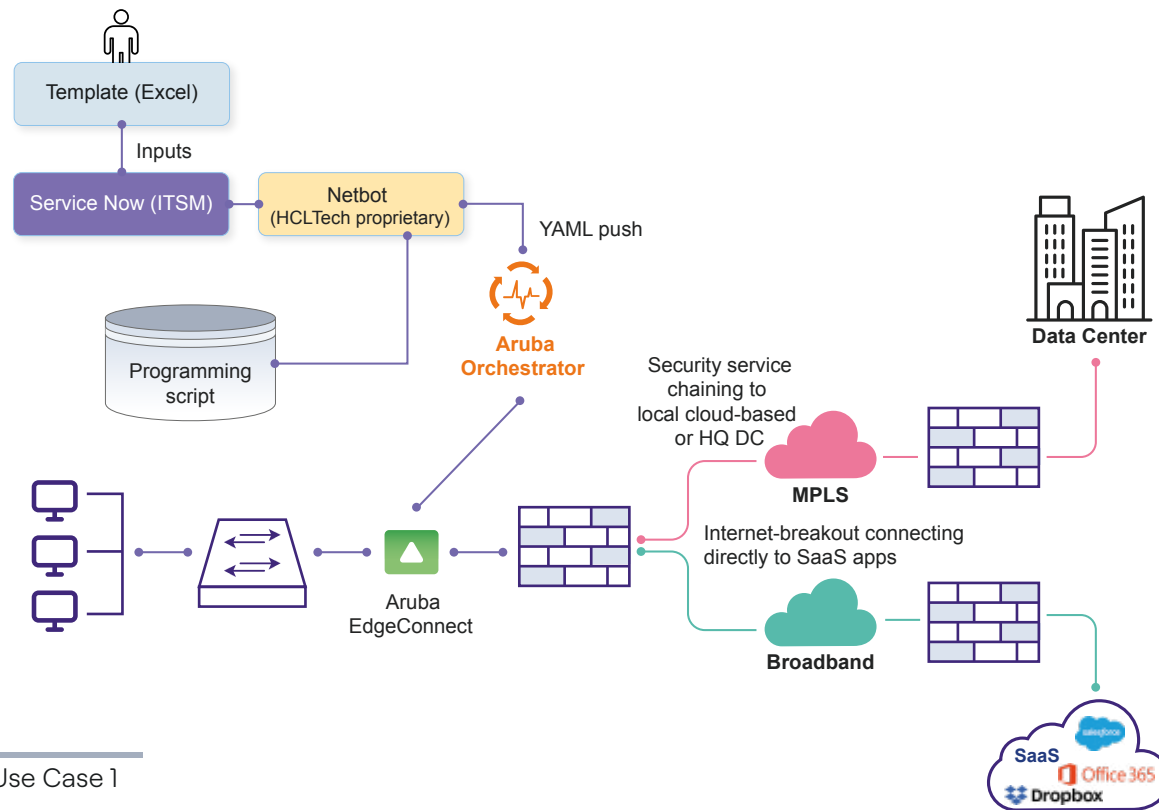 Template (Excel)
Inputs
Service Now (ITSM)
Netbot
(HCLTech proprietary)
YAML push
Programming
script
Aruba
Orchestrator
Data Center
Security service
chaining to
local cloud-based
or HQ DC
MPLS
Internet-breakout connecting
directly to SaaS apps
Aruba
EdgeConnect
Broadband
salesforce
SaaS
Office 365
Dropbox
Use Case 1